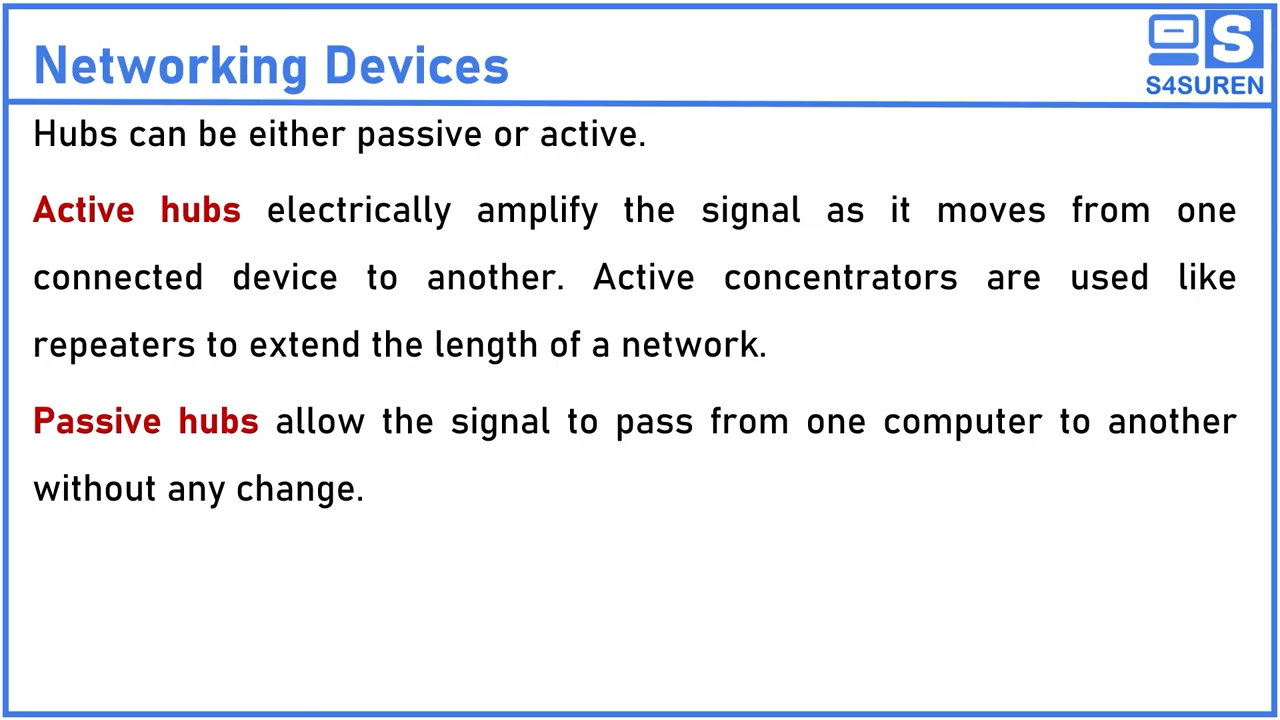 Networking Devices
S
S4SUREN
Hubs can be either passive or active.
Active hubs electrically amplify the signal as it moves from one
connected device to another. Active concentrators are used like
repeaters to extend the length of a network.
Passive hubs allow the signal to pass from one computer to another
without any change.